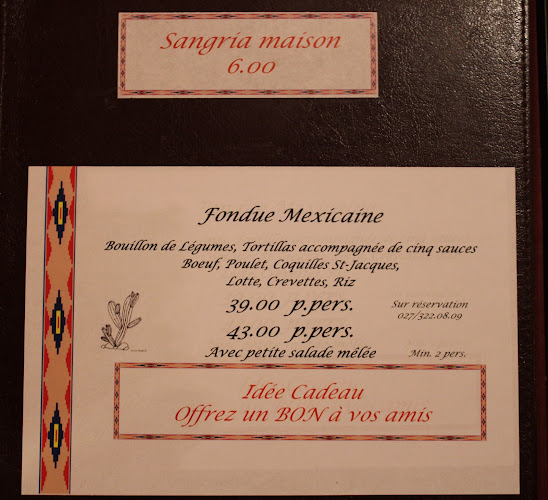 Sangria maison
6.00
Fondue Mexicaine
Bouillon de Légumes, Tortillas accompagnée de cinq sauces
Boeuf, Poulet, Coquilles St-Jacques,
Lotte, Crevettes, Riz
39.00 p.pers.
Sur réservation
027/322.08.09
43.00 p.pers.
Avec petite salade mêlée
Min. 2 pers.
Idée Cadeau
Offrez un BON à vos amis